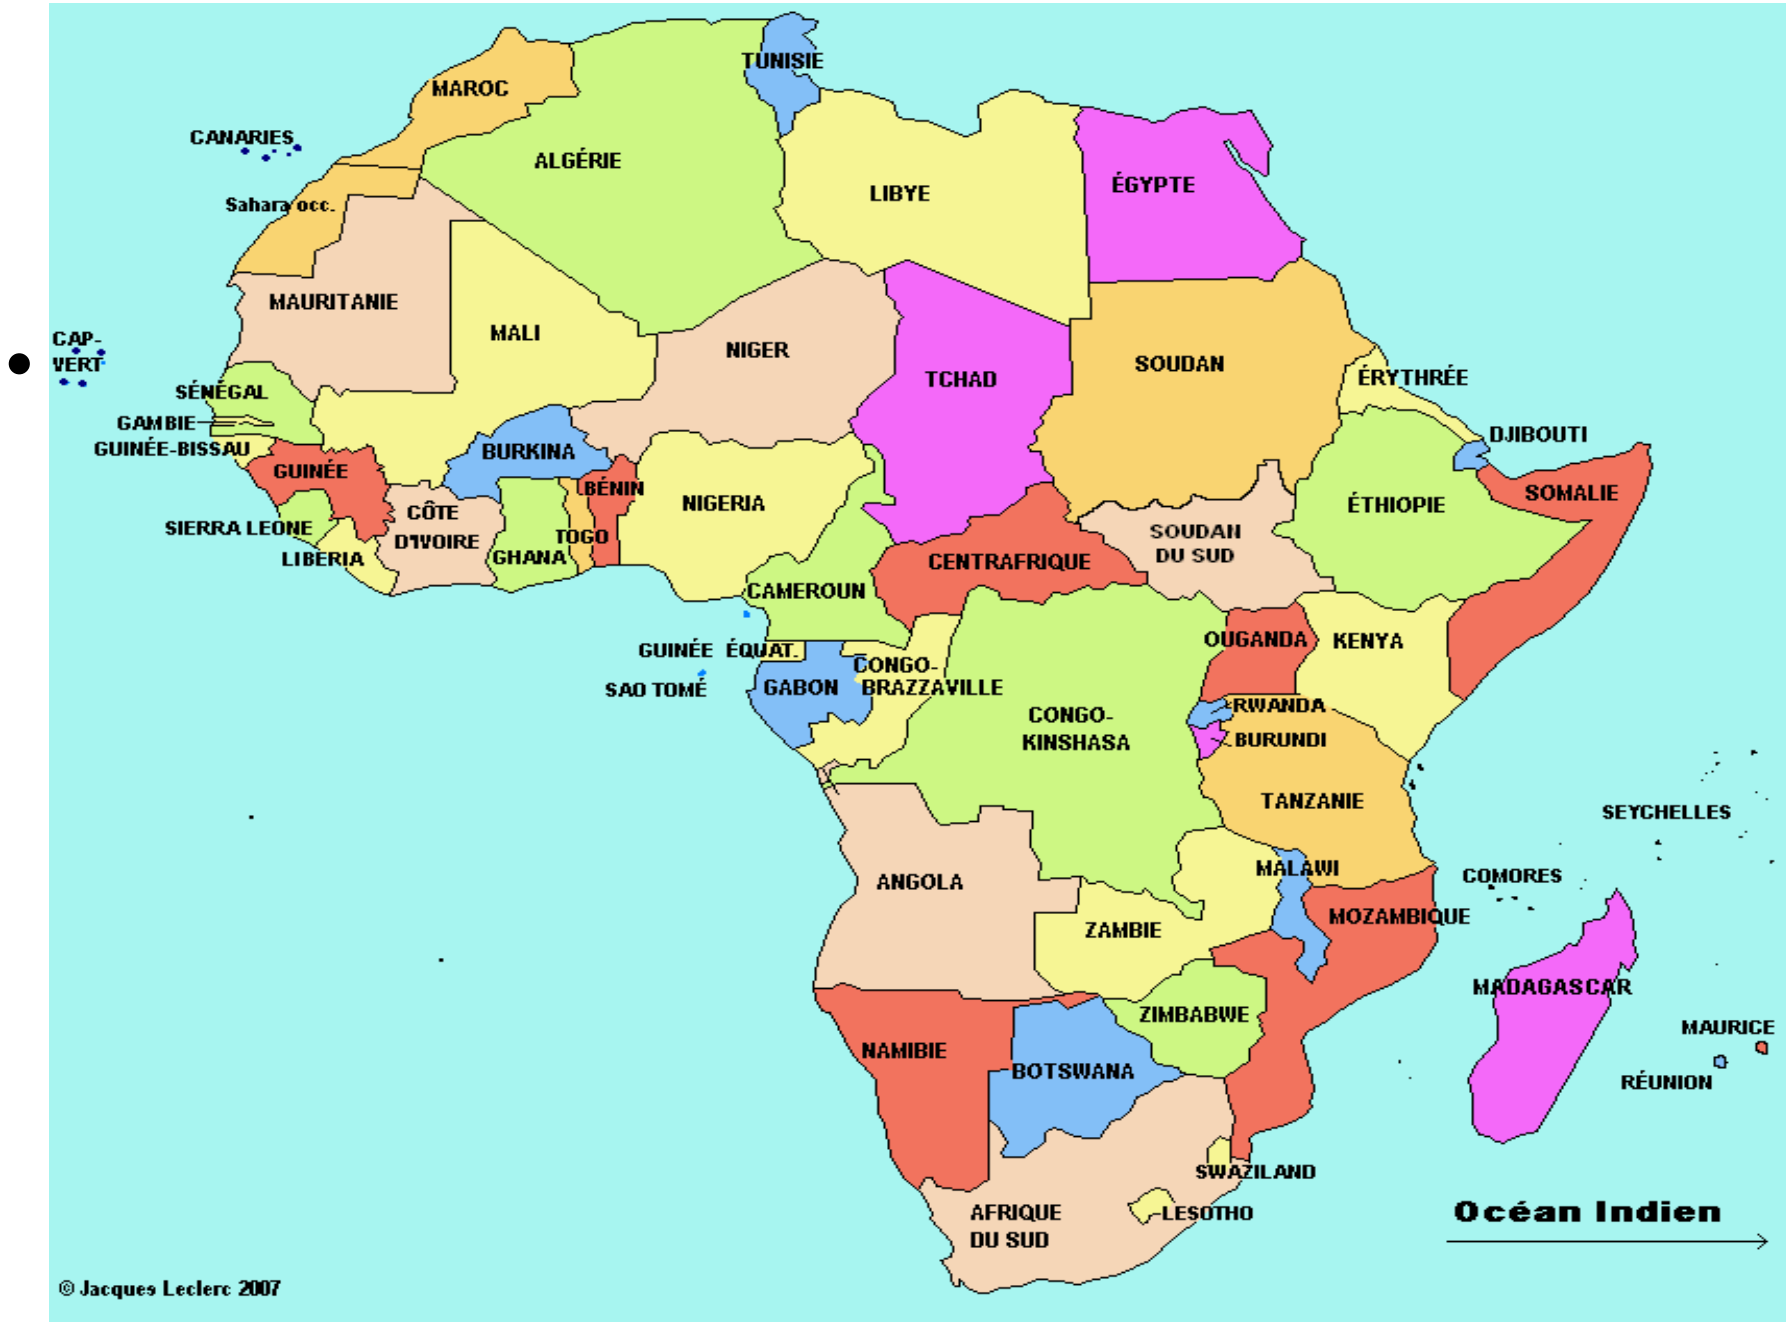 TUNISIE
MAROC
CANARIES
ALGÉRIE
LIBYE
ÉGYPTE
Sahara occ.
MAURITANIE
MALI
CAP-
VERT
NIGER
TCHAD
SOUDAN
ÉRYTHRÉE
SÉNÉGAL
GAMBIE
GUINÉE-BISSAU
GUINÉE
BURKINA
BÉNIN
NIGERIA
DJIBOUTI
SOMALIE
ÉTHIOPIE
SIERRA LEONE
CÔTE
D'IVOIRE
LIBERIA
GHANA
TOGO
CENTRAFRIQUE
SOUDAN
DU SUD
CAMEROUN
GUINÉE ÉQUAT.
SAO TOMÉ
GABON
CONGO-
BRAZZAVILLE
OUGANDA
KENYA
CONGO-
KINSHASA
RWANDA
BURUNDI
TANZANIE
SEYCHELLES
ANGOLA
MALAWI
COMORES
ZAMBIE
MOZAMBIQUE
MADAGASCAR
ZIMBABWE
MAURICE
NAMIBIE
BOTSWANA
RÉUNION
SWAZILAND
AFRIQUE
DU SUD
LESOTHO
Océan Indien
© Jacques Leclerc 2007